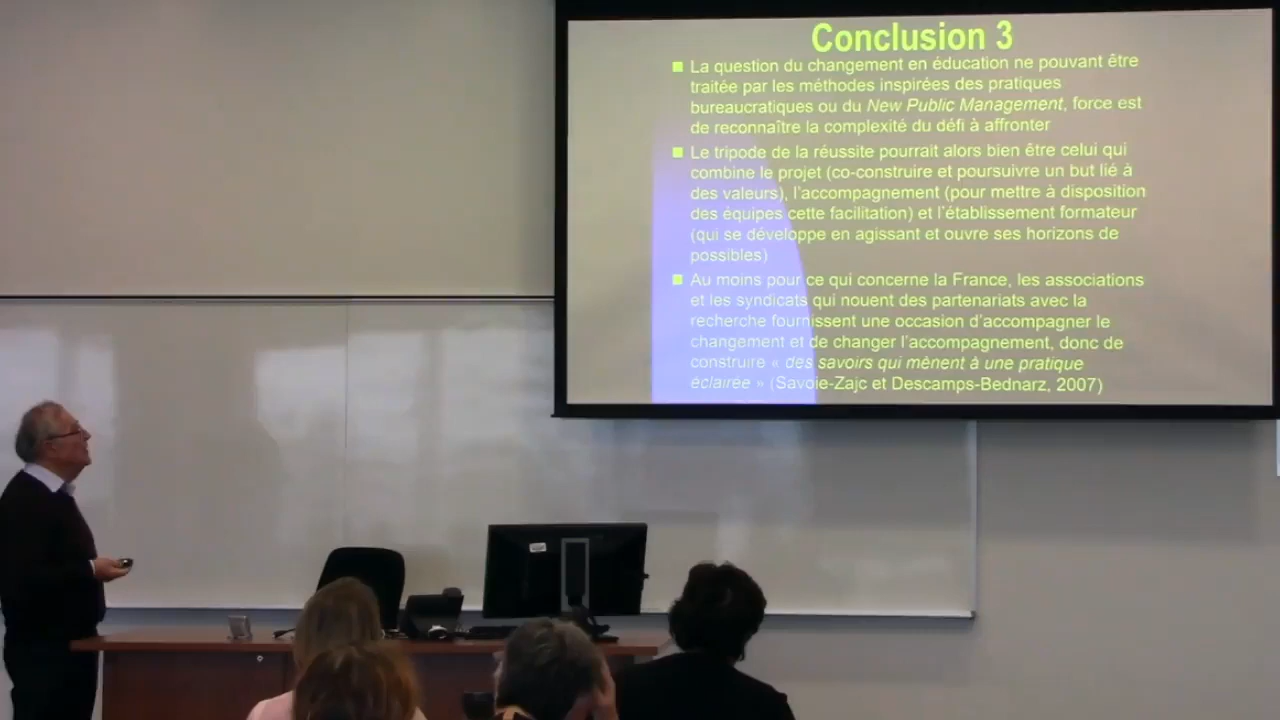 Conclusion 3
La question du changement en éducation ne pouvant être
traitée par les méthodes inspirées des pratiques
bureaucratiques ou du New Public Management, force est
de reconnaître la complexité du défi à affronter
Le tripode de la réussite pourrait alors bien être celui qui
combine le projet (co-construire et poursuivre un but lié à
des valeurs), l'accompagnement (pour mettre à disposition
des équipes cette facilitation) et l'établissement formateur
(qui se développe en agissant et ouvre ses horizons de
possibles)
Au moins pour ce qui concerne la France, les associations
et les syndicats qui nouent des partenariats avec la
recherche fournissent une occasion d'accompagner le
changement et de changer l'accompagnement, donc de
construire « des savoirs qui mènent à une pratique
éclairée » (Savoie-Zajc et Descamps-Bednarz, 2007)